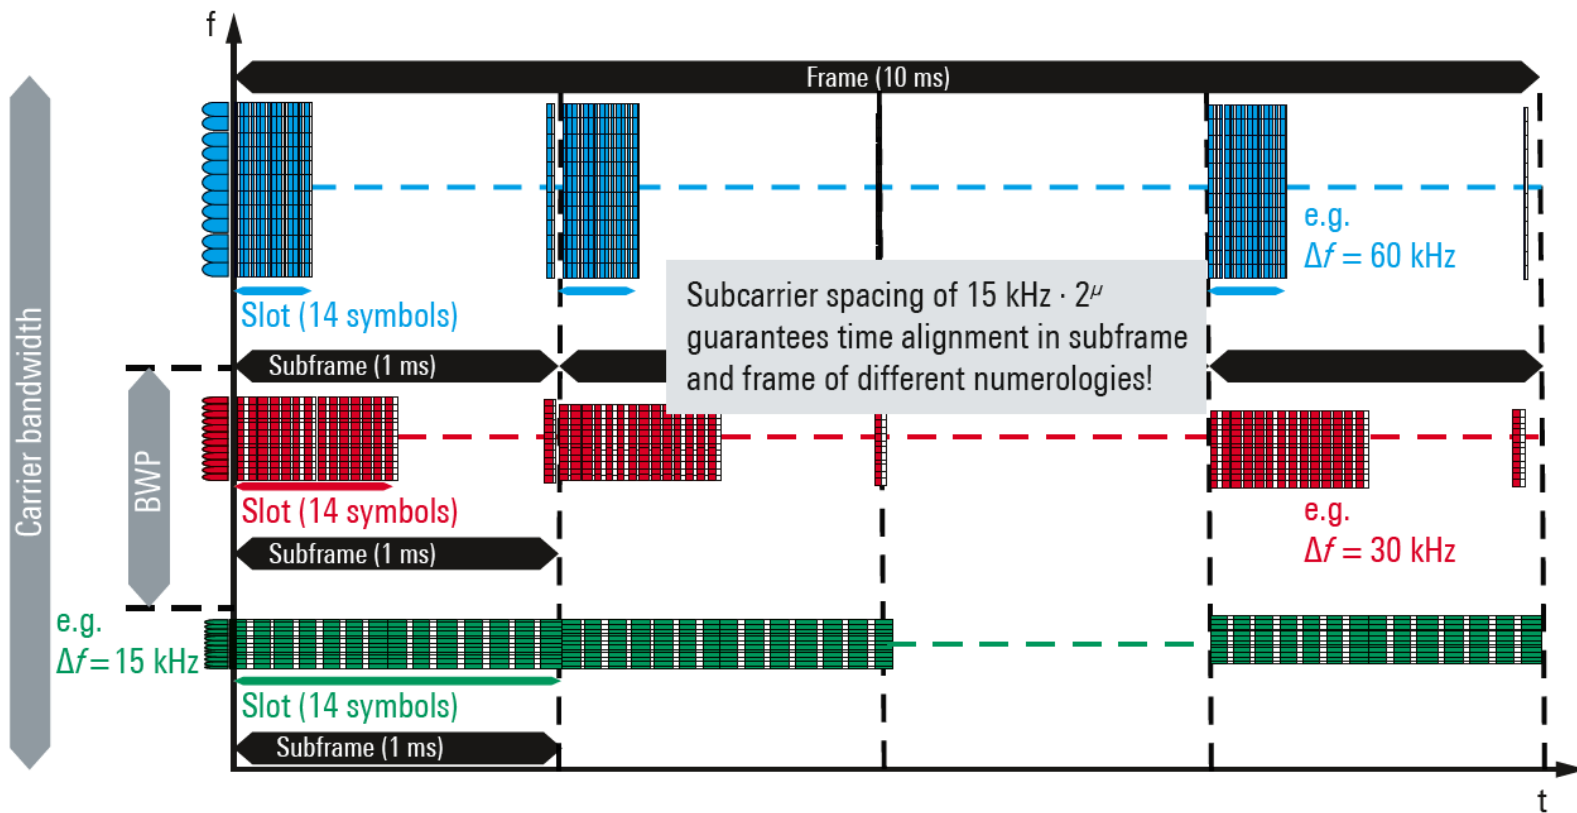 f
Frame (10 ms)
e.g.
Δf = 60 kHz
Slot (14 symbols)
Subcarrier spacing of 15 kHz · 2^μ
guarantees time alignment in subframe
and frame of different numerologies!
Subframe (1 ms)
Carrier bandwidth
BWP
Slot (14 symbols)
e.g.
Δf = 30 kHz
Subframe (1 ms)
e.g.
Δf = 15 kHz
Slot (14 symbols)
Subframe (1 ms)
t